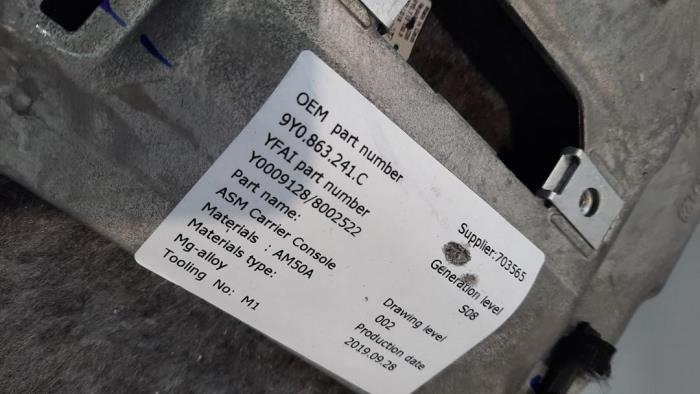 OEM part number
9Y0.863.241.C
YFAI part number
Y0009128/8002522
Part name:
ASM Carrier Console
Materials : AM50A
Materials type:
Mg-alloy
Tooling No: M1
Supplier:703565
Generation level
S08
Drawing level
002
Production date
2019.09.28